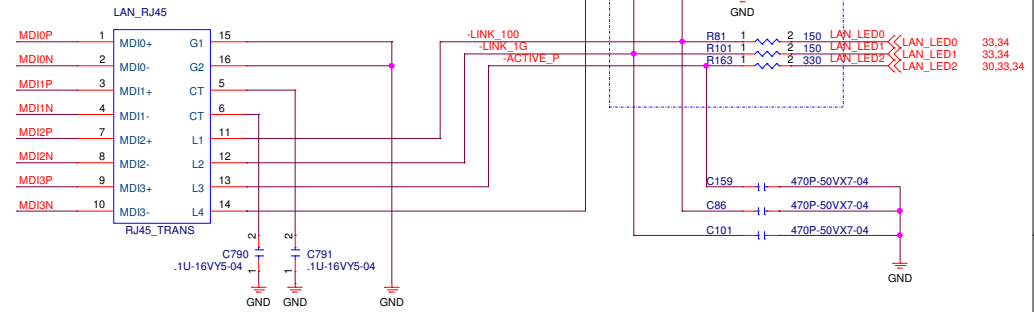 LAN_RJ45
GND
MDI0P 1 MDI0+ G1 15
MDI0N 2 MDI0- G2 16
MDI1P 3 MDI1+ CT 5
MDI1N 4 MDI1- CT 6
MDI2P 7 MDI2+ L1 11
MDI2N 8 MDI2- L2 12
MDI3P 9 MDI3+ L3 13
MDI3N 10 MDI3- L4 14
RJ45_TRANS
-LINK_100
-LINK_1G
-ACTIVE_P
R81 1 2 150 LAN_LED0 LAN_LED0 33,34
R101 1 2 150 LAN_LED1 LAN_LED1 33,34
R163 1 2 330 LAN_LED2 LAN_LED2 30,33,34
C159 470P-50VX7-04
C86 470P-50VX7-04
C101 470P-50VX7-04
GND
2 2
C790 C791
.1U-16VY5-04 .1U-16VY5-04
1 1
GND GND GND